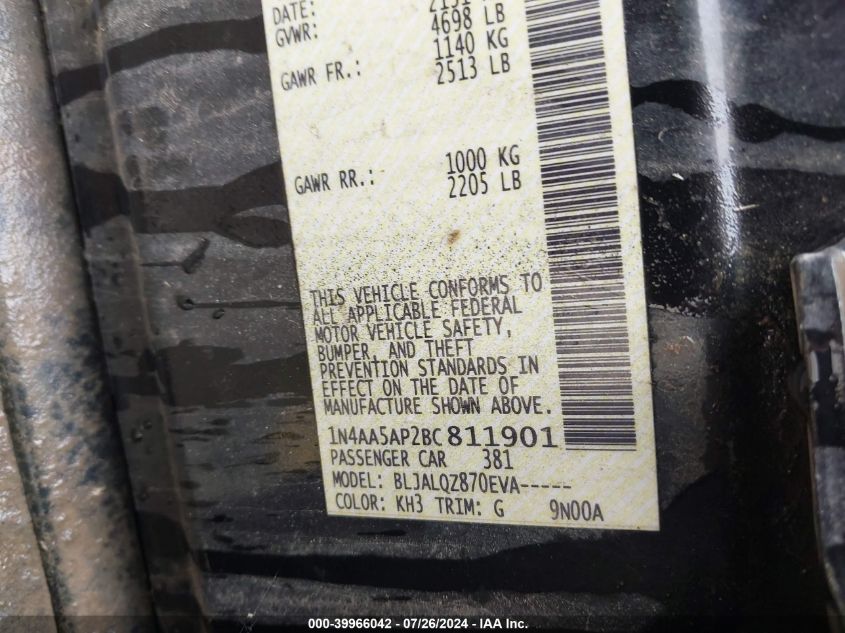 DATE:
GVWR: 4698 LB
1140 KG
GAWR FR.: 2513 LB
1000 KG
GAWR RR.: 2205 LB
THIS VEHICLE CONFORMS TO
ALL APPLICABLE FEDERAL
MOTOR VEHICLE SAFETY,
BUMPER, AND THEFT
PREVENTION STANDARDS IN
EFFECT ON THE DATE OF
MANUFACTURE SHOWN ABOVE.
1N4AA5AP2BC811901
PASSENGER CAR 381
MODEL: BLJALQZ870EVA-----
COLOR: KH3 TRIM: G 9N00A
000-39966042 - 07/26/2024 - IAA Inc.